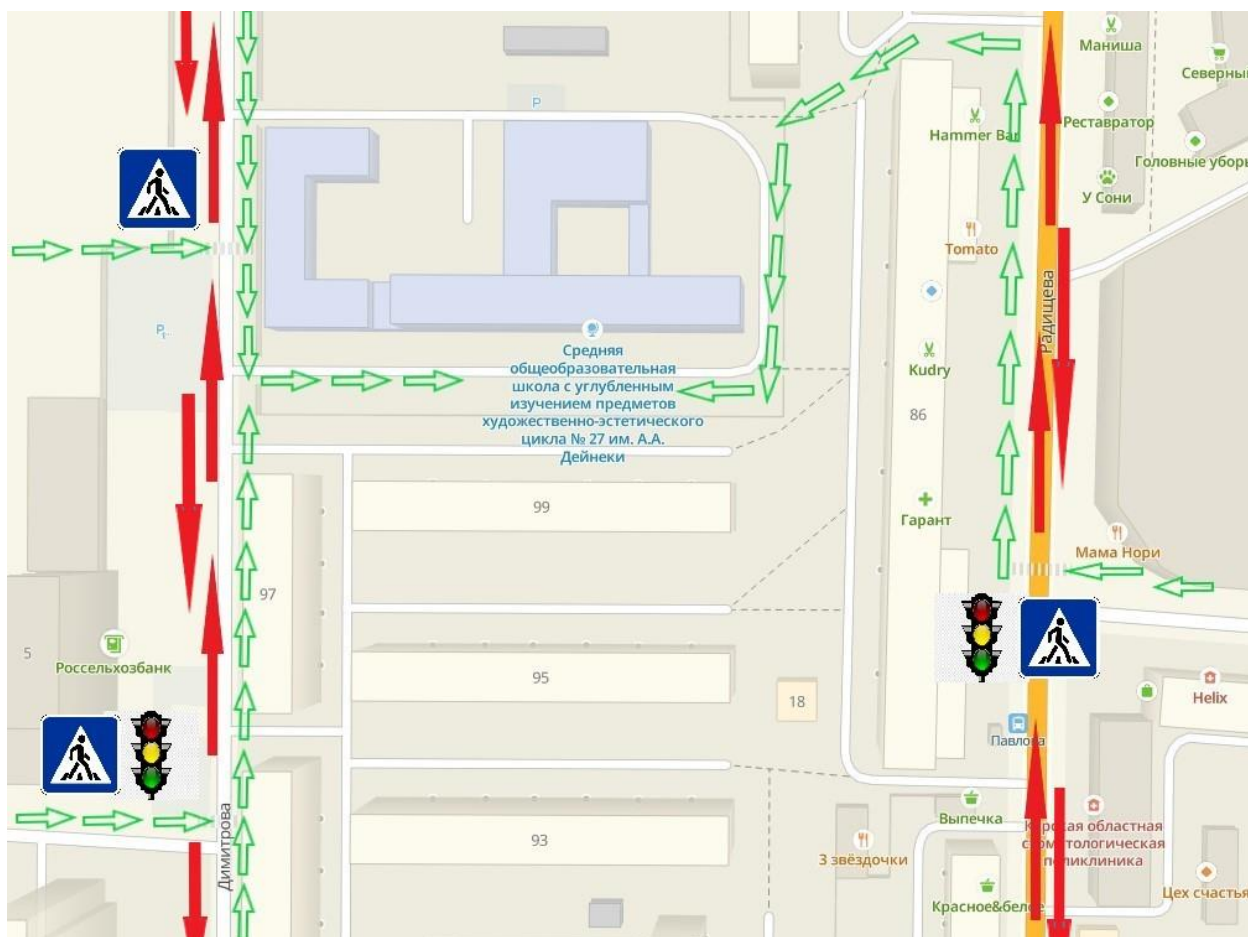 Маниша
Северный
P
Hammer Bar
Реставратор
Головные уборы
У Сони
Tomato
P
Радищева
Средняя
общеобразовательная
школа с углубленным
изучением предметов
художественно-эстетического
цикла № 27 им. А.А.
Дейнеки
Kudry
86
99
Гарант
Мама Нори
97
5
Россельхозбанк
95
18
Helix
Павлова
Димитрова
93
Выпечка
Курская областная
стоматологическая
поликлиника
3 звёздочки
Красное&белое
Цех счастья